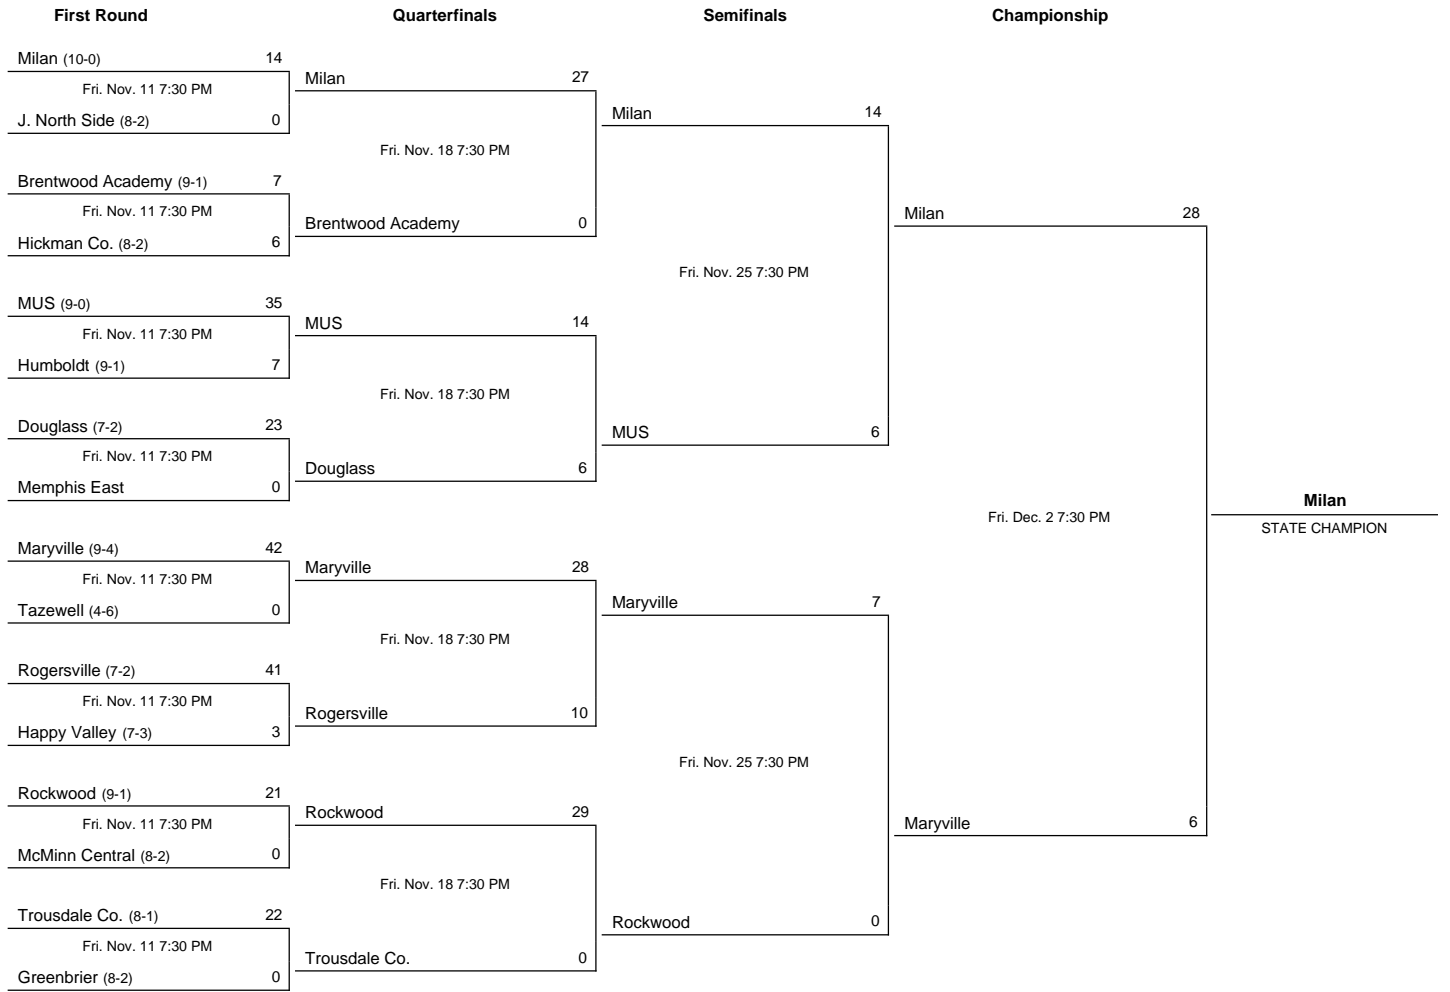 First Round Quarterfinals Semifinals Championship
Milan (10-0) 14
Fri. Nov. 11 7:30 PM
J. North Side (8-2) 0
Brentwood Academy (9-1) 7
Fri. Nov. 11 7:30 PM
Hickman Co. (8-2) 6
MUS (9-0) 35
Fri. Nov. 11 7:30 PM
Humboldt (9-1) 7
Douglass (7-2) 23
Fri. Nov. 11 7:30 PM
Memphis East 0
Maryville (9-4) 42
Fri. Nov. 11 7:30 PM
Tazewell (4-6) 0
Rogersville (7-2) 41
Fri. Nov. 11 7:30 PM
Happy Valley (7-3) 3
Rockwood (9-1) 21
Fri. Nov. 11 7:30 PM
McMinn Central (8-2) 0
Trousdale Co. (8-1) 22
Fri. Nov. 11 7:30 PM
Greenbrier (8-2) 0
Milan 27
Fri. Nov. 18 7:30 PM
Brentwood Academy 0
MUS 14
Fri. Nov. 18 7:30 PM
Douglass 6
Maryville 28
Fri. Nov. 18 7:30 PM
Rogersville 10
Rockwood 29
Fri. Nov. 18 7:30 PM
Trousdale Co. 0
Milan 14
Fri. Nov. 25 7:30 PM
MUS 6
Maryville 7
Fri. Nov. 25 7:30 PM
Rockwood 0
Milan 28
Fri. Dec. 2 7:30 PM
Maryville 6
Milan
STATE CHAMPION